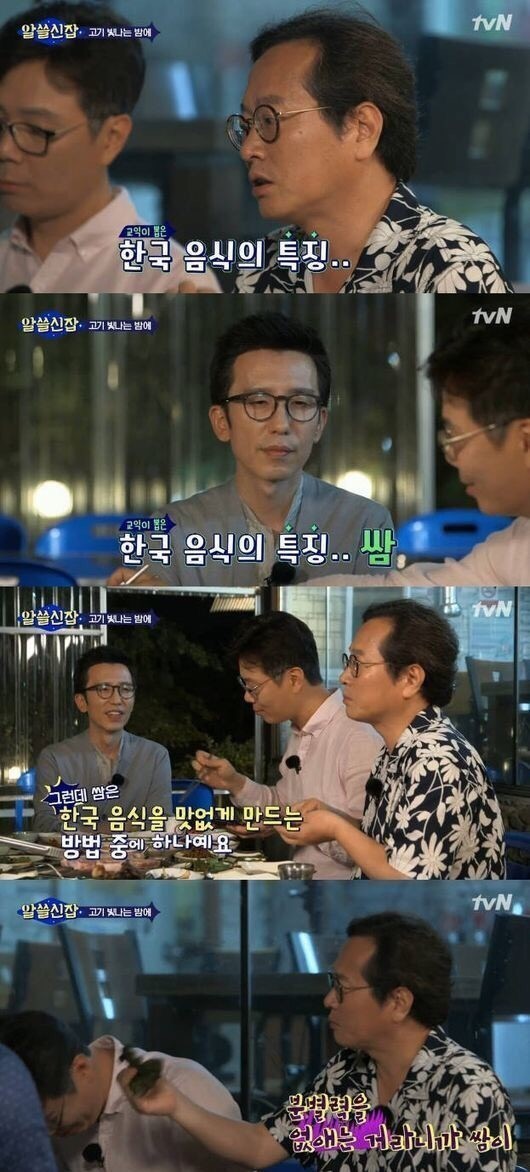 알쓸신잡
고기 빛나는 밤에
tvN
교익이 뽑은
한국 음식의 특징..
알쓸신잡
고기 빛나는 밤에
tvN
교익이 뽑은
한국 음식의 특징.. 쌈
알쓸신잡
고기 빛나는 밤에
tvN
그런데 쌈은
한국 음식을 맛없게 만드는
방법 중에 하나예요
알쓸신잡
고기 빛나는 밤에
tvN
분별력을
없애는 거라니까 쌈이